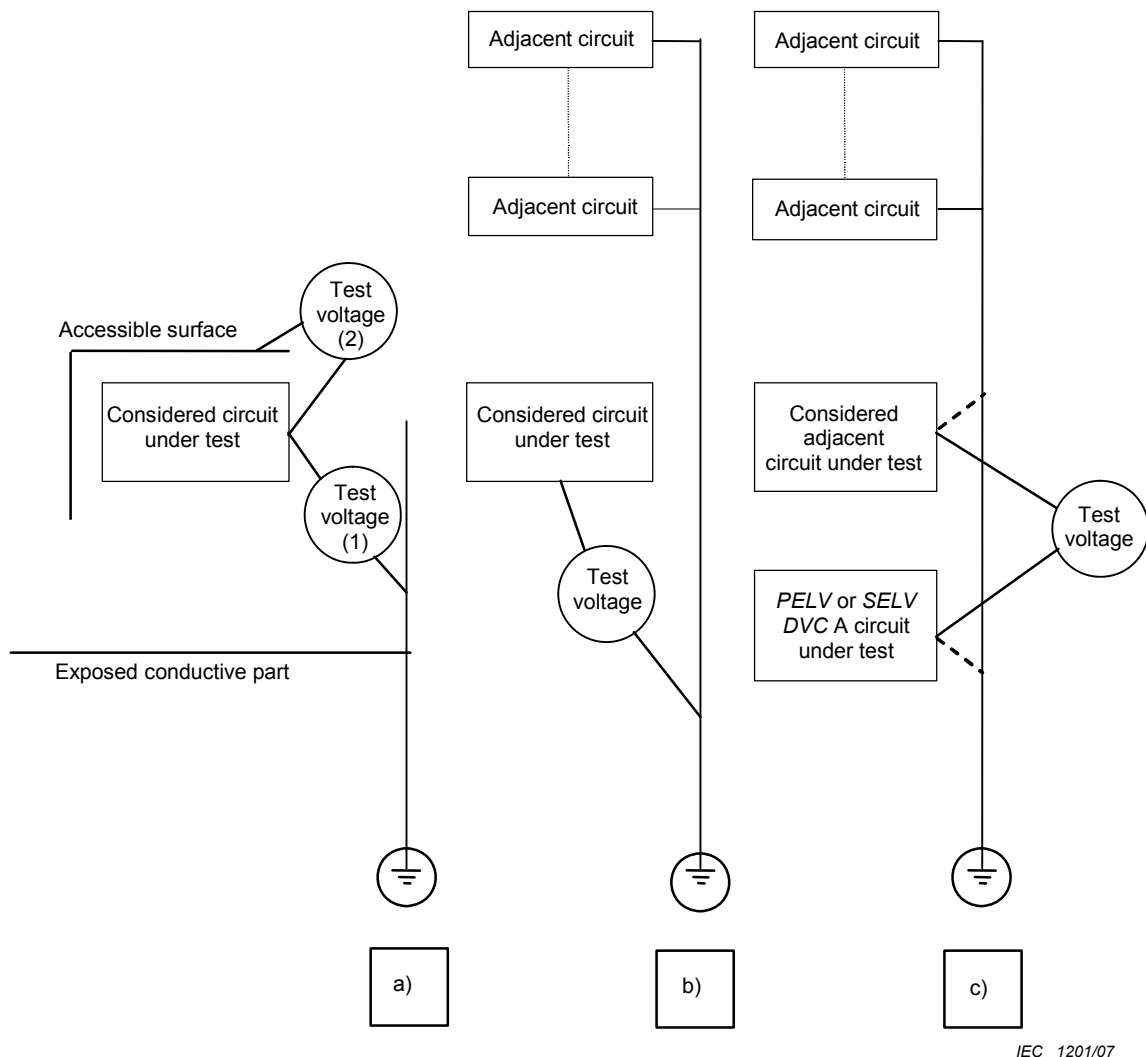 Adjacent circuit
Adjacent circuit
Adjacent circuit
Adjacent circuit
Test
voltage
(2)
Accessible surface
Considered circuit
under test
Test
voltage
(1)
Exposed conductive part
Considered circuit
under test
Test
voltage
Considered
adjacent
circuit under test
Test
voltage
PELV or SELV
DVC A circuit
under test
a)
b)
c)
IEC 1201/07